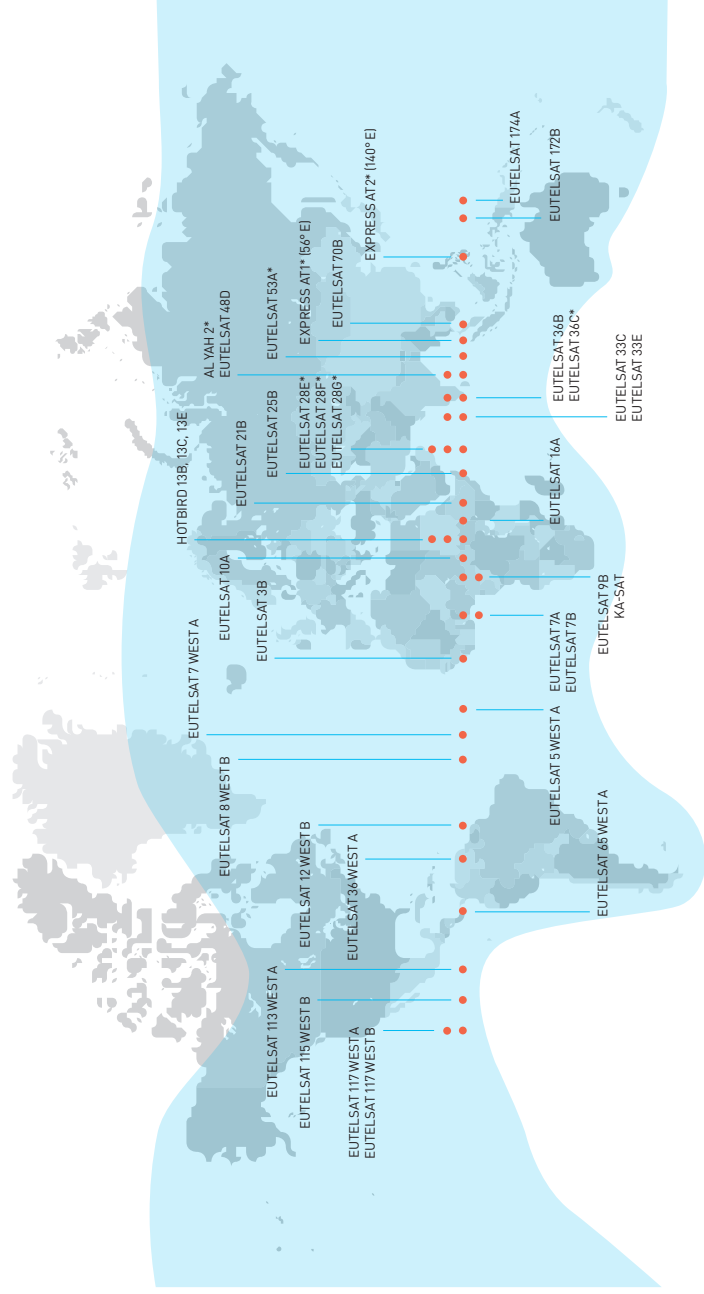 EUTELSAT 117 WEST A
EUTELSAT 117 WEST B
EUTELSAT 115 WEST B
EUTELSAT 113 WEST A
EUTELSAT 65 WEST A
EUTELSAT 36 WEST A
EUTELSAT 12 WEST B
EUTELSAT 8 WEST B
EUTELSAT 7 WEST A
EUTELSAT 5 WEST A
EUTELSAT 3B
EUTELSAT 7A
EUTELSAT 7B
EUTELSAT 9B
KA-SAT
EUTELSAT 10A
HOTBIRD 13B, 13C, 13E
EUTELSAT 16A
EUTELSAT 21B
EUTELSAT 25B
EUTELSAT 28E*
EUTELSAT 28F*
EUTELSAT 28G*
EUTELSAT 33C
EUTELSAT 33E
EUTELSAT 36B
EUTELSAT 36C*
AL YAH 2*
EUTELSAT 48D
EUTELSAT 53A*
EXPRESS AT1* (56° E)
EUTELSAT 70B
EXPRESS AT2* (140° E)
EUTELSAT 172B
EUTELSAT 174A